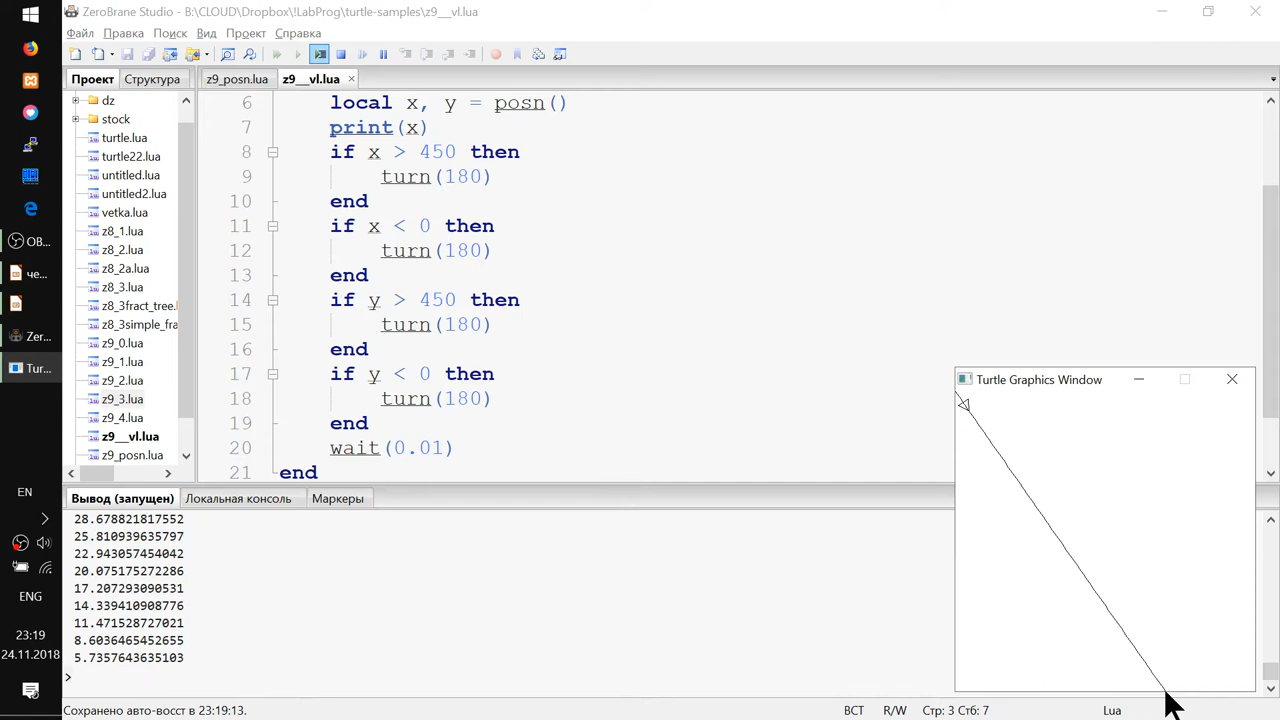 ZeroBrane Studio - B:\CLOUD\Dropbox\!LabProg\turtle-samples\z9__vl.lua
Файл Правка Поиск Вид Проект Справка
Проект Структура
z9_posn.lua z9__vl.lua
dz
stock
turtle.lua
turtle22.lua
untitled.lua
untitled2.lua
vetka.lua
z8_1.lua
z8_2.lua
z8_2a.lua
z8_3.lua
z8_3fract_tree.l
z8_3simple_fra
z9_0.lua
z9_1.lua
z9_2.lua
z9_3.lua
z9_4.lua
z9__vl.lua
z9_posn.lua
6 local x, y = posn()
7 print(x)
8 if x > 450 then
9 turn(180)
10 end
11 if x < 0 then
12 turn(180)
13 end
14 if y > 450 then
15 turn(180)
16 end
17 if y < 0 then
18 turn(180)
19 end
20 wait(0.01)
21 end
Turtle Graphics Window
Вывод (запущен) Локальная консоль Маркеры
28.678821817552
25.810939635797
22.943057454042
20.075175272286
17.207293090531
14.339410908776
11.471528727021
8.6036465452655
5.7357643635103
>
Сохранено авто-восст в 23:19:13.
ВСТ R/W Стр: 3 Стб: 7 Lua
OB...
че...
Zer...
Tur...
EN
ENG
23:19
24.11.2018